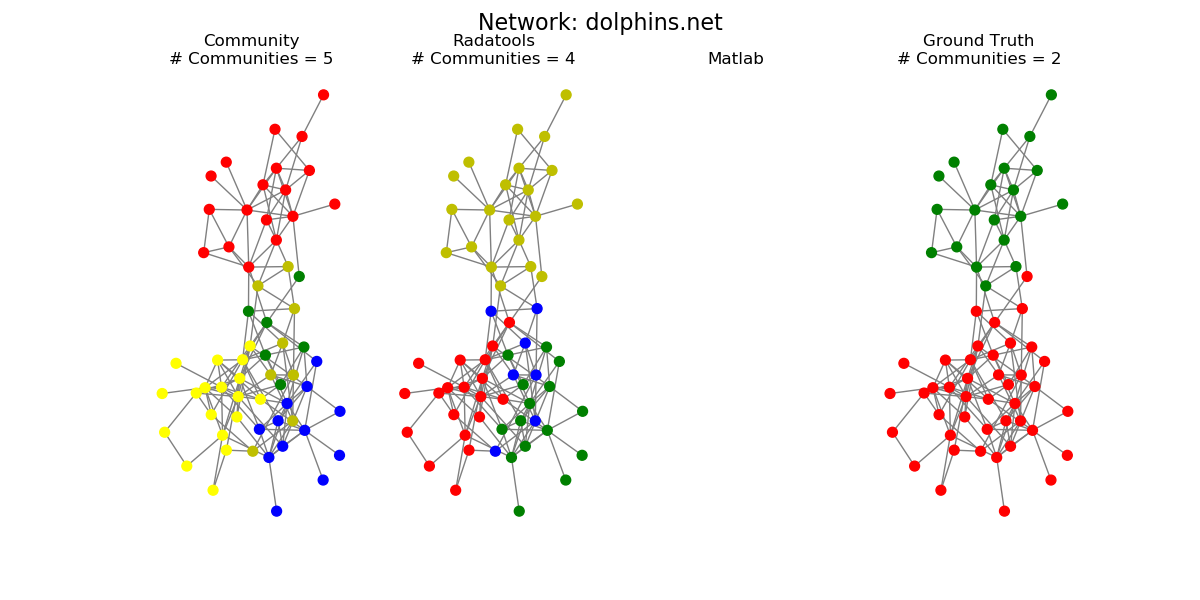 Network: dolphins.net
Community
# Communities = 5
Radatools
# Communities = 4
Matlab
Ground Truth
# Communities = 2